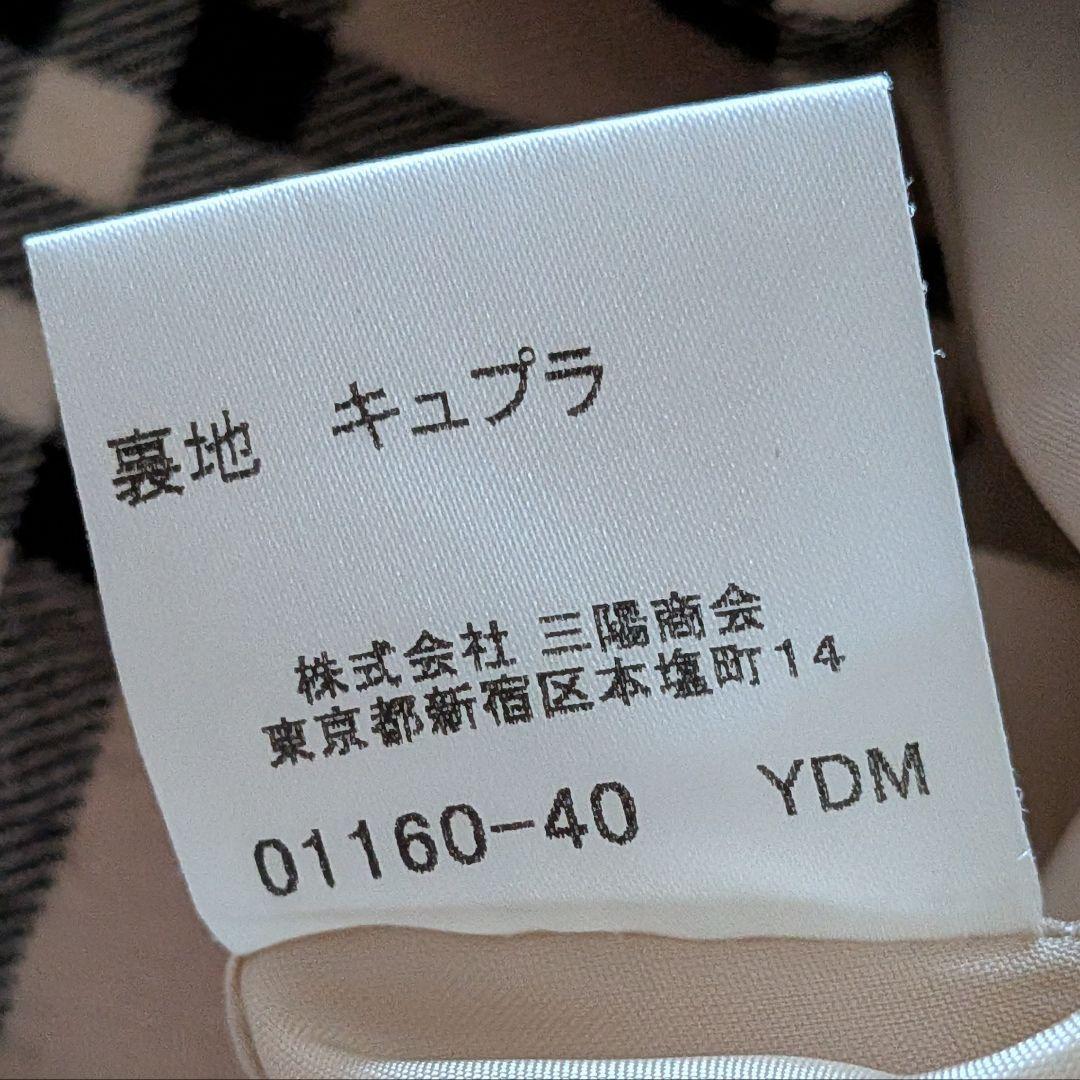 裏地 キュプラ
株式会社 三陽商会
東京都新宿区本塩町14
01160-40 YDM